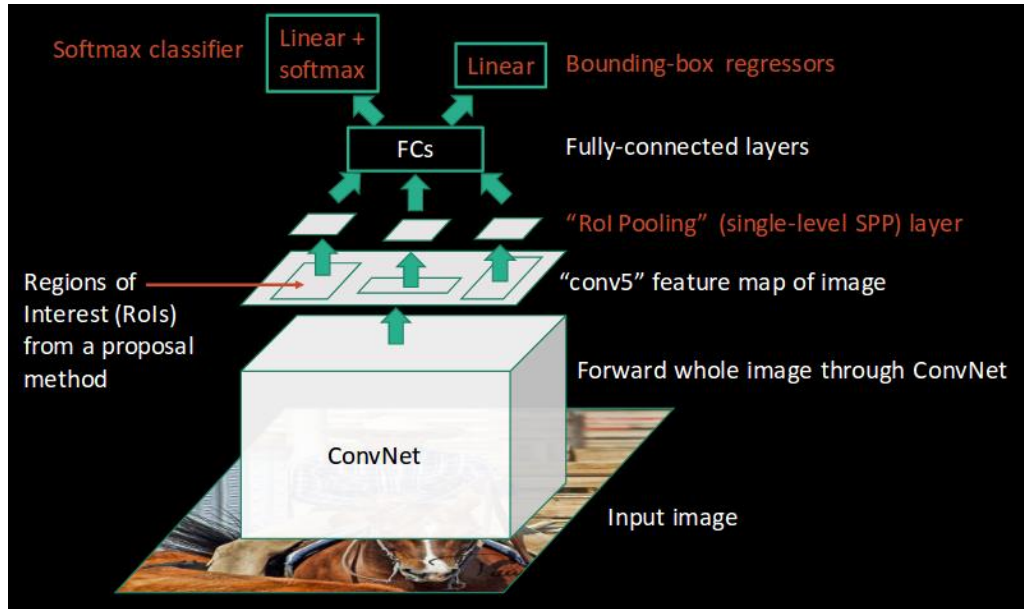 Softmax classifier
Linear +
softmax
Linear
Bounding-box regressors
FCs
Fully-connected layers
“RoI Pooling” (single-level SPP) layer
Regions of
Interest (RoIs)
from a proposal
method
“conv5” feature map of image
Forward whole image through ConvNet
ConvNet
Input image